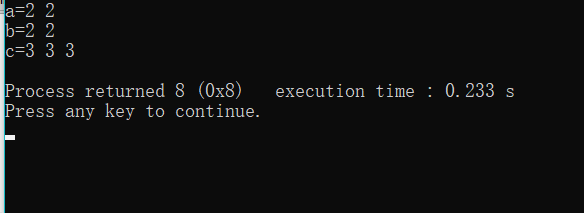 a=2 2
b=2 2
c=3 3 3
Process returned 8 (0x8)   execution time : 0.233 s
Press any key to continue.